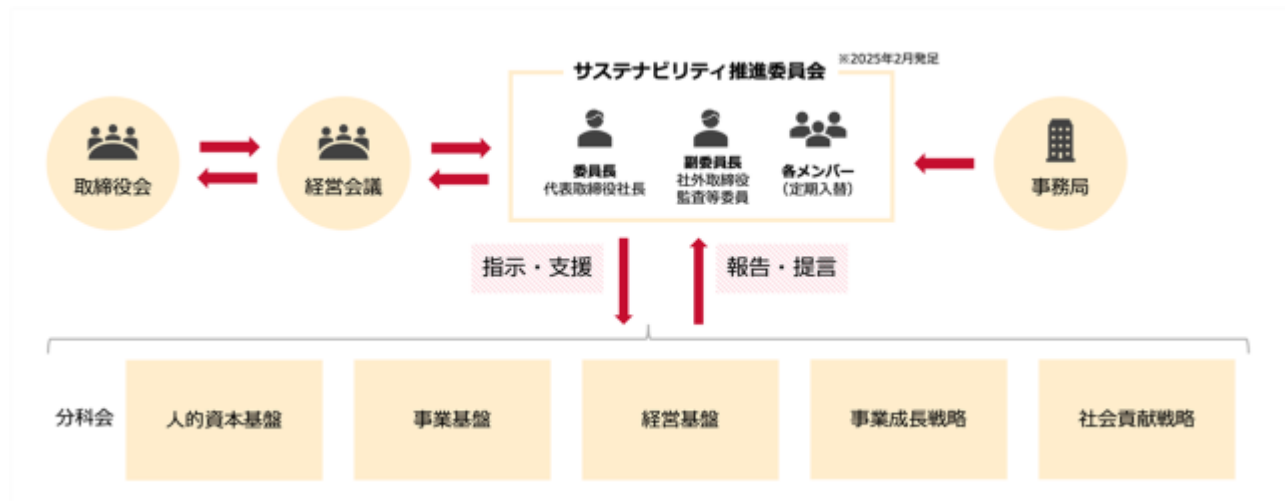 サステナビリティ推進委員会
※2025年2月発足
取締役会
経営会議
委員長
代表取締役社長
副委員長
社外取締役
監査等委員
各メンバー
（定期入替）
事務局
指示・支援
報告・提言
分科会
人的資本基盤
事業基盤
経営基盤
事業成長戦略
社会貢献戦略